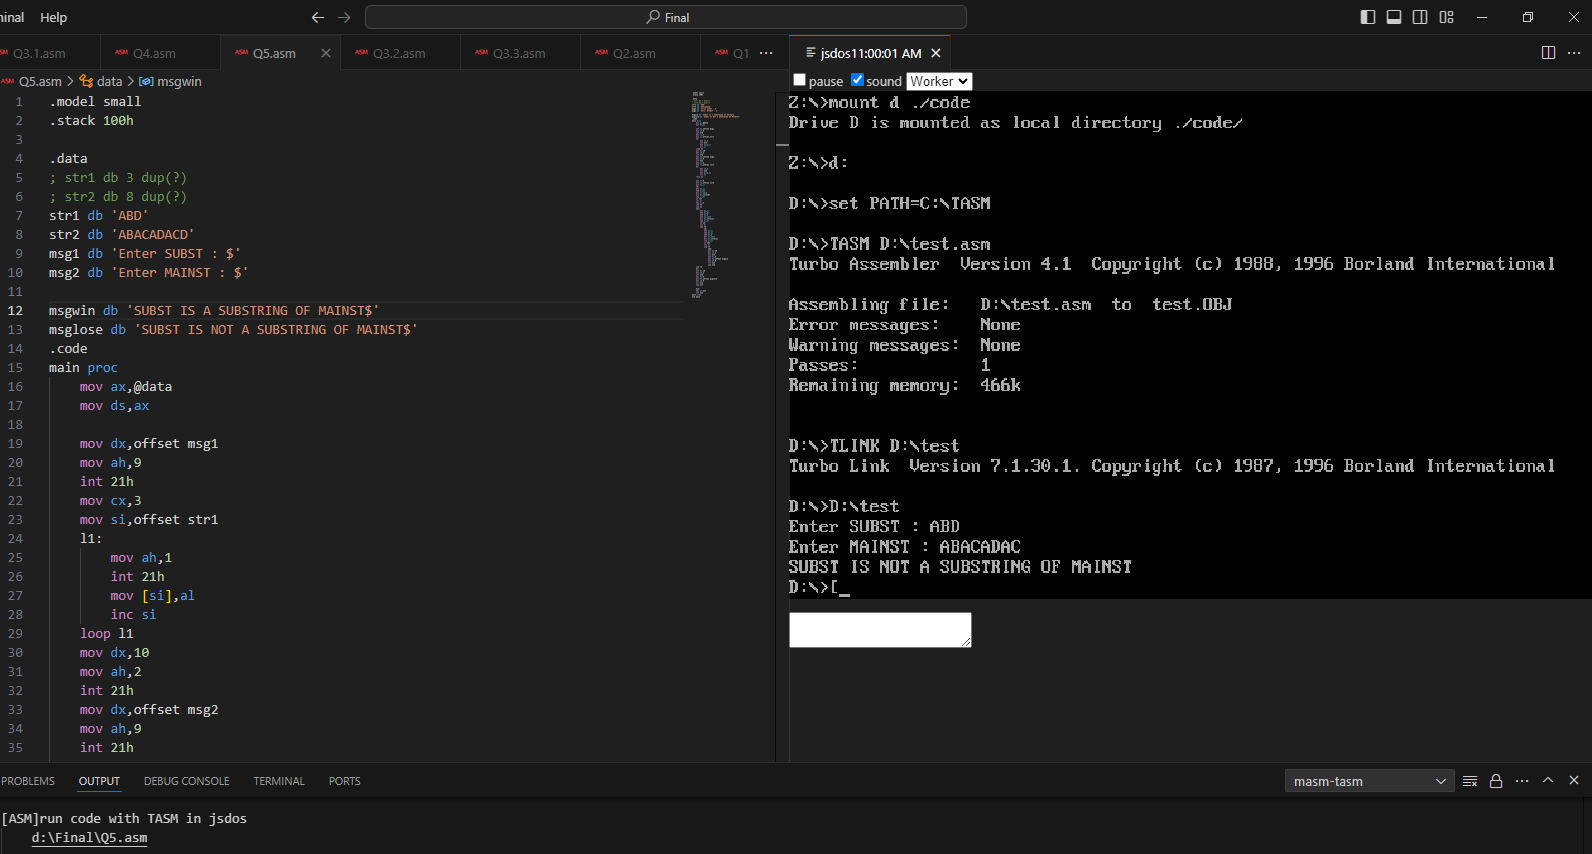 inal Help
Final
Q3.1.asm Q4.asm Q5.asm Q3.2.asm Q3.3.asm Q2.asm Q1. ...
jsdos11:00:01 AM
Q5.asm > data > msgwin
pause sound Worker
1 .model small
2 .stack 100h
3
4 .data
5 ; str1 db 3 dup(?)
6 ; str2 db 8 dup(?)
7 str1 db 'ABD'
8 str2 db 'ABACADACD'
9 msg1 db 'Enter SUBST : $'
10 msg2 db 'Enter MAINST : $'
11
12 msgwin db 'SUBST IS A SUBSTRING OF MAINST$'
13 msglose db 'SUBST IS NOT A SUBSTRING OF MAINST$'
14 .code
15 main proc
16 mov ax,@data
17 mov ds,ax
18
19 mov dx,offset msg1
20 mov ah,9
21 int 21h
22 mov cx,3
23 mov si,offset str1
24 l1:
25 mov ah,1
26 int 21h
27 mov [si],al
28 inc si
29 loop l1
30 mov dx,10
31 mov ah,2
32 int 21h
33 mov dx,offset msg2
34 mov ah,9
35 int 21h
Z:\>mount d ./code
Drive D is mounted as local directory ./code/
Z:\>d:
D:\>set PATH=C:\TASM
D:\>TASM D:\test.asm
Turbo Assembler Version 4.1 Copyright (c) 1988, 1996 Borland International
Assembling file: D:\test.asm to test.OBJ
Error messages: None
Warning messages: None
Passes: 1
Remaining memory: 466k
D:\>TLINK D:\test
Turbo Link Version 7.1.30.1. Copyright (c) 1987, 1996 Borland International
D:\>D:\test
Enter SUBST : ABD
Enter MAINST : ABACADAC
SUBST IS NOT A SUBSTRING OF MAINST
D:\>[_
PROBLEMS OUTPUT DEBUG CONSOLE TERMINAL PORTS
masm-tasm
[ASM]run code with TASM in jsdos
d:\Final\Q5.asm